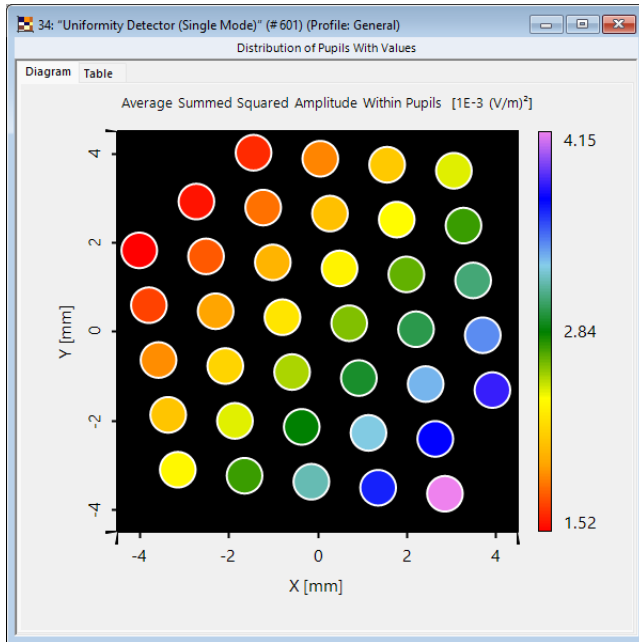 34: "Uniformity Detector (Single Mode)" (#601) (Profile: General)
Distribution of Pupils With Values
Diagram Table
Average Summed Squared Amplitude Within Pupils [1E-3 (V/m)²]
4
2
0
-2
-4
Y [mm]
-4 -2 0 2 4
X [mm]
4.15
2.84
1.52